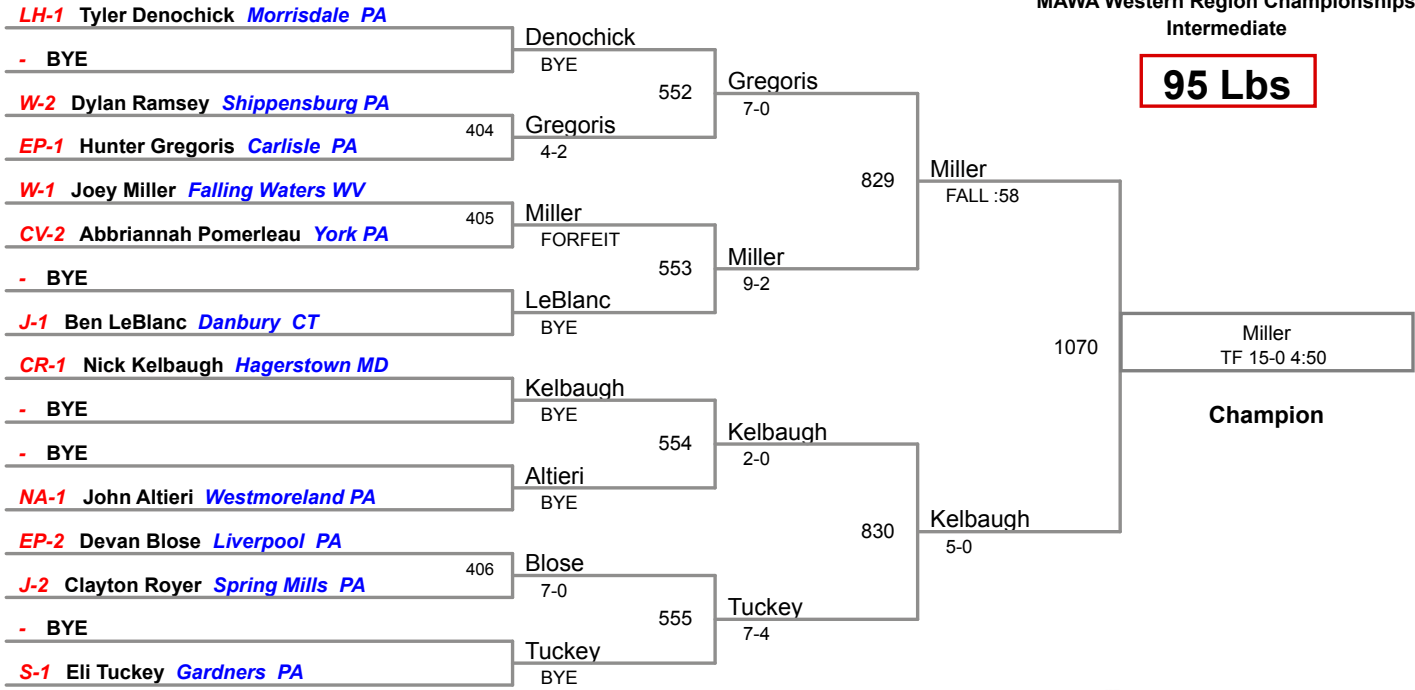 MAWA Western Region Championships
Intermediate
95 Lbs
LH-1 Tyler Denochick Morrisdale PA
- BYE
W-2 Dylan Ramsey Shippensburg PA
EP-1 Hunter Gregoris Carlisle PA
W-1 Joey Miller Falling Waters WV
CV-2 Abbriannah Pomerleau York PA
- BYE
J-1 Ben LeBlanc Danbury CT
CR-1 Nick Kelbaugh Hagerstown MD
- BYE
- BYE
NA-1 John Altieri Westmoreland PA
EP-2 Devan Blose Liverpool PA
J-2 Clayton Royer Spring Mills PA
- BYE
S-1 Eli Tuckey Gardners PA
404
405
406
Denochick
BYE
Gregoris
4-2
Miller
FORFEIT
LeBlanc
BYE
Kelbaugh
BYE
Altieri
BYE
Blose
7-0
Tuckey
BYE
552
553
554
555
Gregoris
7-0
Miller
9-2
Kelbaugh
2-0
Tuckey
7-4
829
830
Miller
FALL :58
Kelbaugh
5-0
1070
Miller
TF 15-0 4:50
Champion